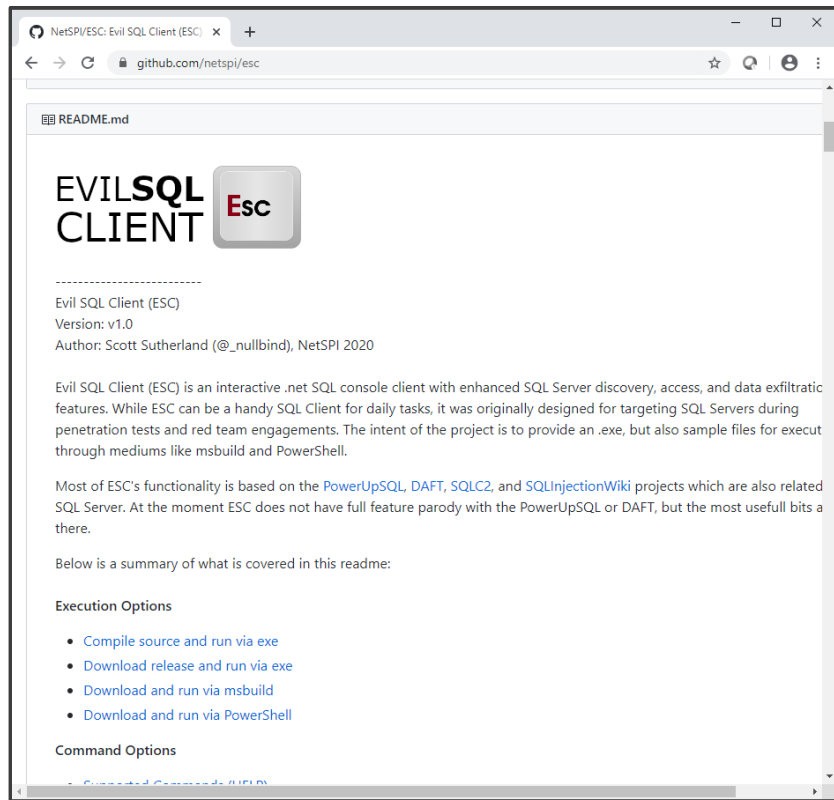 NetSPI/ESC: Evil SQL Client (ESC)
github.com/netspi/esc
README.md
EVILSQL
CLIENT
Esc
--------------------------
Evil SQL Client (ESC)
Version: v1.0
Author: Scott Sutherland (@_nullbind), NetSPI 2020
Evil SQL Client (ESC) is an interactive .net SQL console client with enhanced SQL Server discovery, access, and data exfiltratic
features. While ESC can be a handy SQL Client for daily tasks, it was originally designed for targeting SQL Servers during
penetration tests and red team engagements. The intent of the project is to provide an .exe, but also sample files for execut
through mediums like msbuild and PowerShell.
Most of ESC's functionality is based on the PowerUpSQL, DAFT, SQLC2, and SQLInjectionWiki projects which are also related
SQL Server. At the moment ESC does not have full feature parody with the PowerUpSQL or DAFT, but the most usefull bits a
there.
Below is a summary of what is covered in this readme:
Execution Options
• Compile source and run via exe
• Download release and run via exe
• Download and run via msbuild
• Download and run via PowerShell
Command Options
• Supported Commands (HELP)